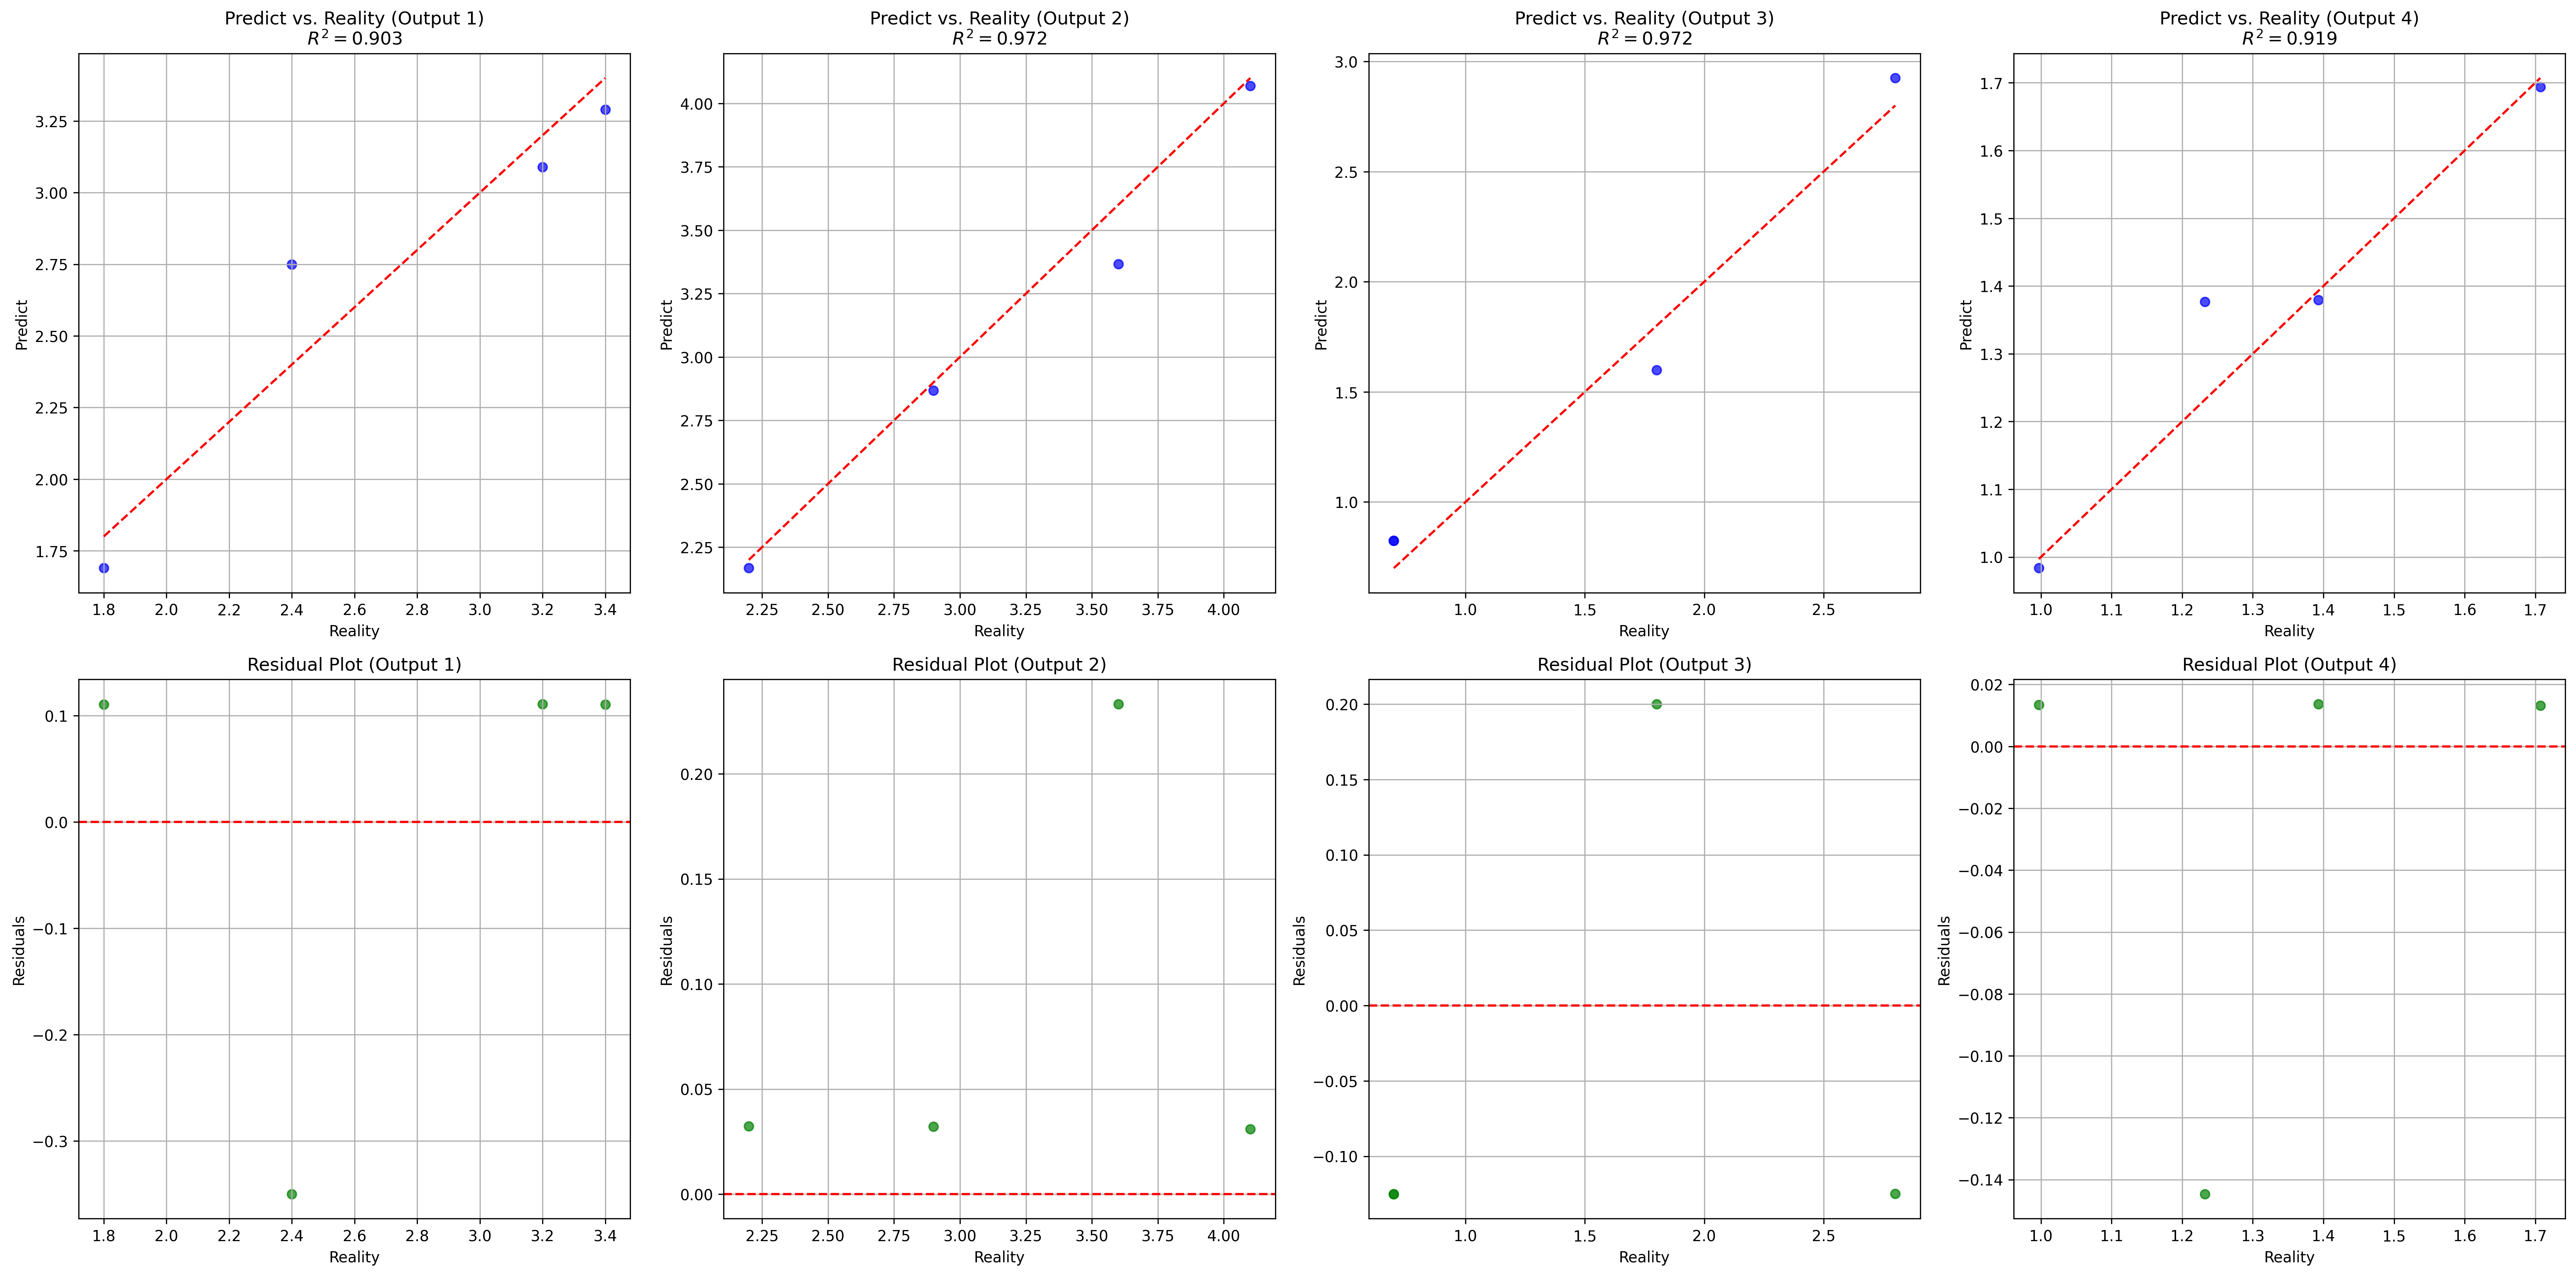 Predict vs. Reality (Output 1)
R² = 0.903
Predict
3.25
3.00
2.75
2.50
2.25
2.00
1.75
1.8 2.0 2.2 2.4 2.6 2.8 3.0 3.2 3.4
Reality
Predict vs. Reality (Output 2)
R² = 0.972
Predict
4.00
3.75
3.50
3.25
3.00
2.75
2.50
2.25
2.25 2.50 2.75 3.00 3.25 3.50 3.75 4.00
Reality
Predict vs. Reality (Output 3)
R² = 0.972
Predict
3.0
2.5
2.0
1.5
1.0
1.0 1.5 2.0 2.5
Reality
Predict vs. Reality (Output 4)
R² = 0.919
Predict
1.7
1.6
1.5
1.4
1.3
1.2
1.1
1.0
1.0 1.1 1.2 1.3 1.4 1.5 1.6 1.7
Reality
Residual Plot (Output 1)
Residuals
0.1
0.0
−0.1
−0.2
−0.3
1.8 2.0 2.2 2.4 2.6 2.8 3.0 3.2 3.4
Reality
Residual Plot (Output 2)
Residuals
0.20
0.15
0.10
0.05
0.00
2.25 2.50 2.75 3.00 3.25 3.50 3.75 4.00
Reality
Residual Plot (Output 3)
Residuals
0.20
0.15
0.10
0.05
0.00
−0.05
−0.10
1.0 1.5 2.0 2.5
Reality
Residual Plot (Output 4)
Residuals
0.02
0.00
−0.02
−0.04
−0.06
−0.08
−0.10
−0.12
−0.14
1.0 1.1 1.2 1.3 1.4 1.5 1.6 1.7
Reality